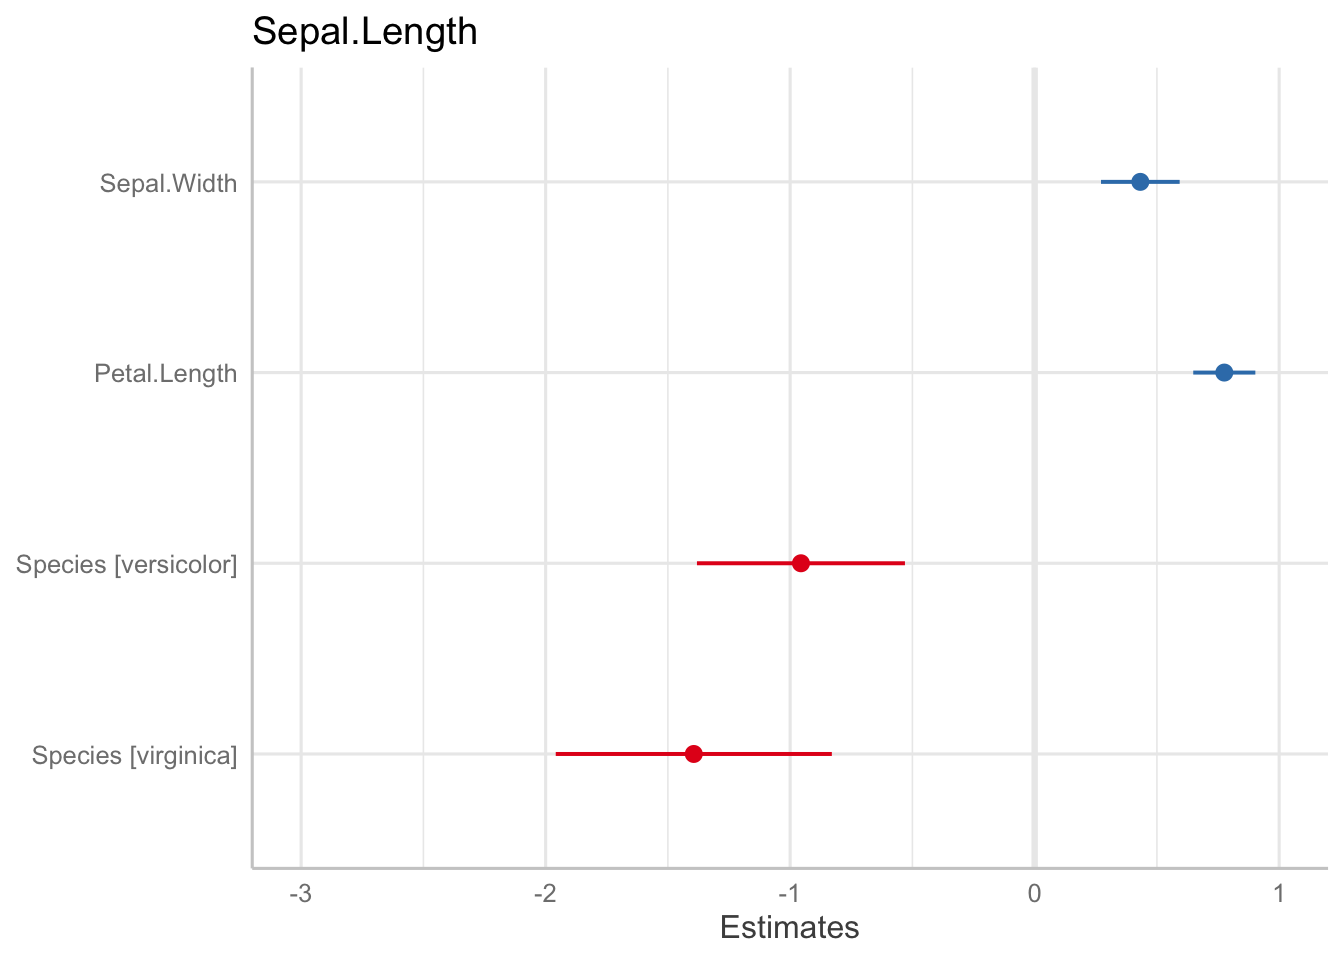 Sepal.Length
Sepal.Width
Petal.Length
Species [versicolor]
Species [virginica]
-3 -2 -1 0 1
Estimates